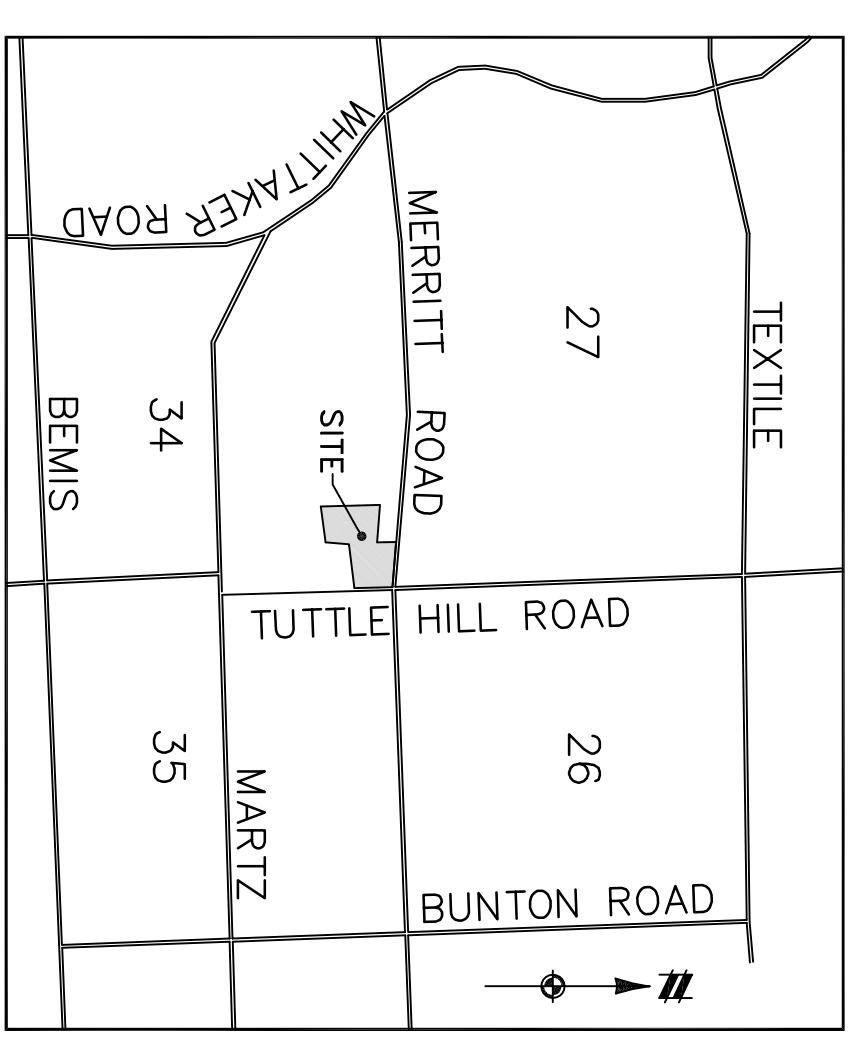 WHITTAKER ROAD
MERRITT ROAD
TEXTILE
27
34
BEMIS
SITE
TUTTLE HILL ROAD
35
26
MARTZ
BUNTON ROAD
N